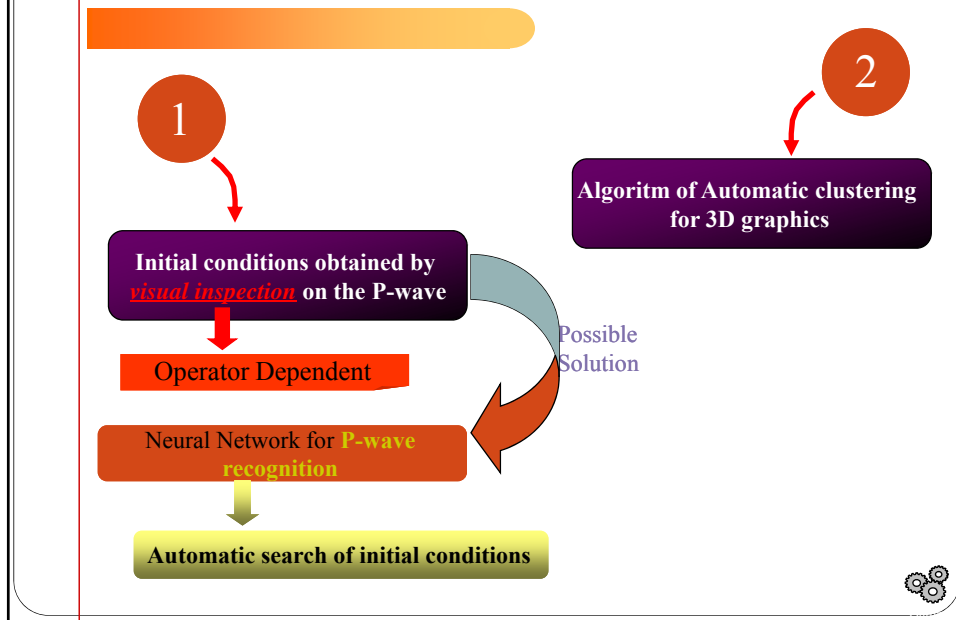 1
Initial conditions obtained by
visual inspection on the P-wave
Operator Dependent
Possible
Solution
Neural Network for P-wave
recognition
Automatic search of initial conditions
2
Algoritm of Automatic clustering
for 3D graphics